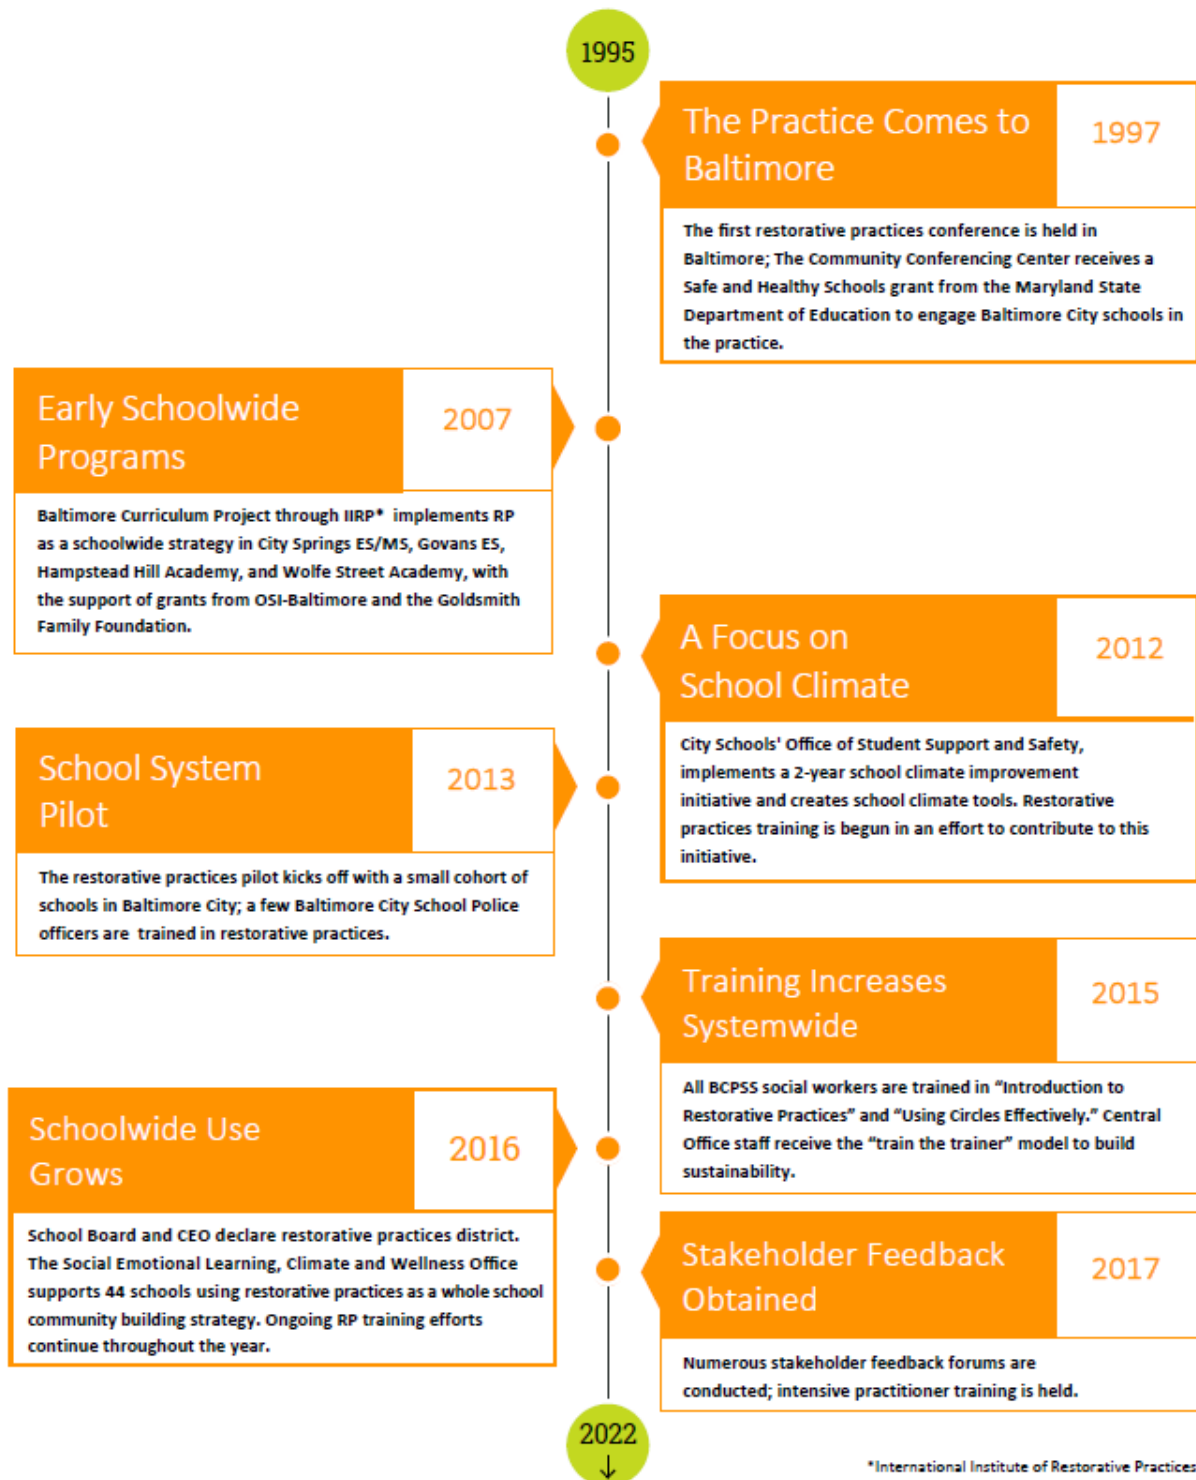 1995
The Practice Comes to
Baltimore
1997
The first restorative practices conference is held in
Baltimore; The Community Conferencing Center receives a
Safe and Healthy Schools grant from the Maryland State
Department of Education to engage Baltimore City schools in
the practice.
Early Schoolwide
Programs
2007
Baltimore Curriculum Project through IIRP* implements RP
as a schoolwide strategy in City Springs ES/MS, Govans ES,
Hampstead Hill Academy, and Wolfe Street Academy, with
the support of grants from OSI-Baltimore and the Goldsmith
Family Foundation.
A Focus on
School Climate
2012
City Schools' Office of Student Support and Safety,
implements a 2-year school climate improvement
initiative and creates school climate tools. Restorative
practices training is begun in an effort to contribute to this
initiative.
School System
Pilot
2013
The restorative practices pilot kicks off with a small cohort of
schools in Baltimore City; a few Baltimore City School Police
officers are trained in restorative practices.
Training Increases
Systemwide
2015
All BCPSS social workers are trained in “Introduction to
Restorative Practices” and “Using Circles Effectively.” Central
Office staff receive the “train the trainer” model to build
sustainability.
Schoolwide Use
Grows
2016
School Board and CEO declare restorative practices district.
The Social Emotional Learning, Climate and Wellness Office
supports 44 schools using restorative practices as a whole school
community building strategy. Ongoing RP training efforts
continue throughout the year.
Stakeholder Feedback
Obtained
2017
Numerous stakeholder feedback forums are
conducted; intensive practitioner training is held.
2022
*International Institute of Restorative Practices